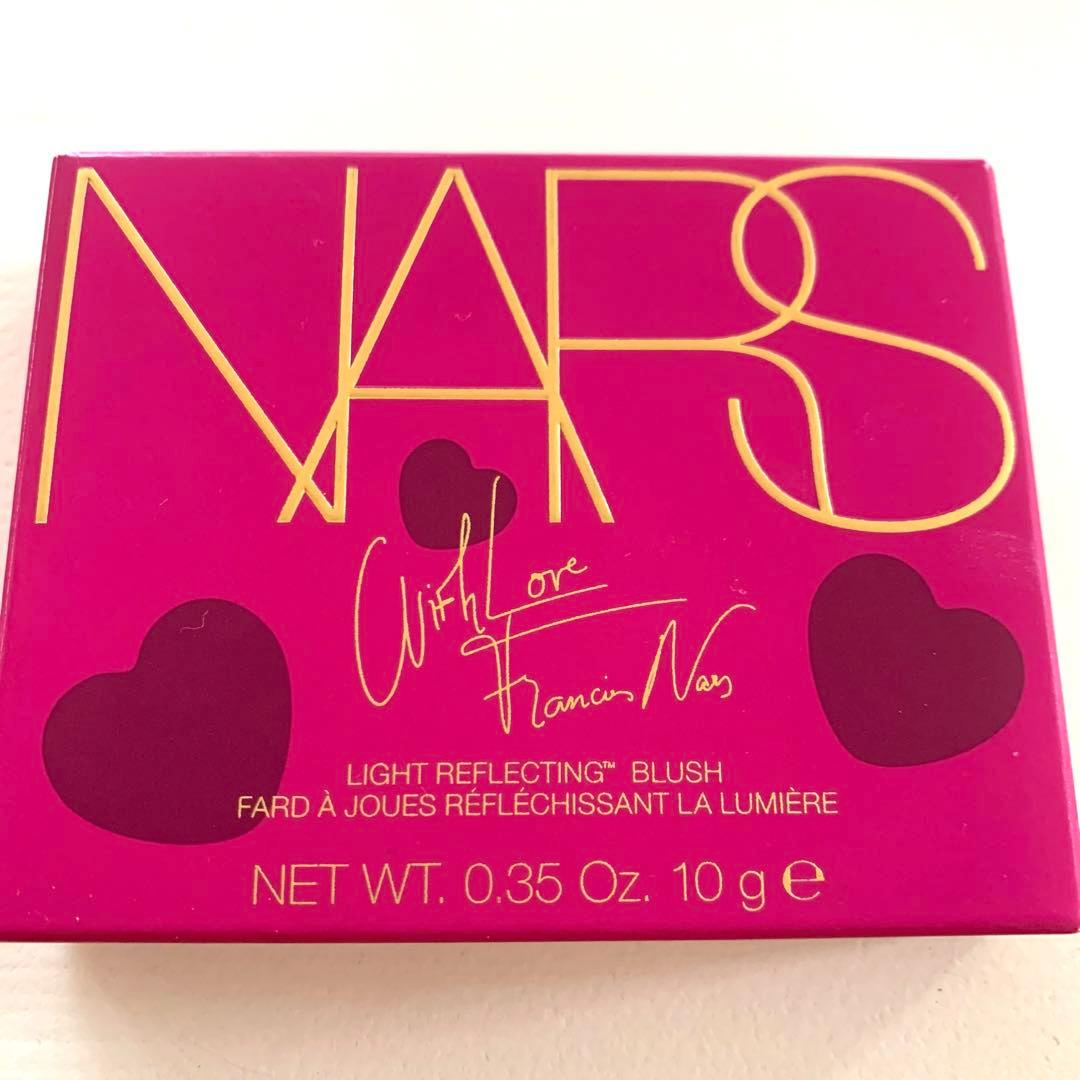 NARS
With Love
Francois Nars
LIGHT REFLECTING™ BLUSH
FARD À JOUES RÉFLÉCHISSANT LA LUMIÈRE
NET WT. 0.35 Oz. 10 g ℮